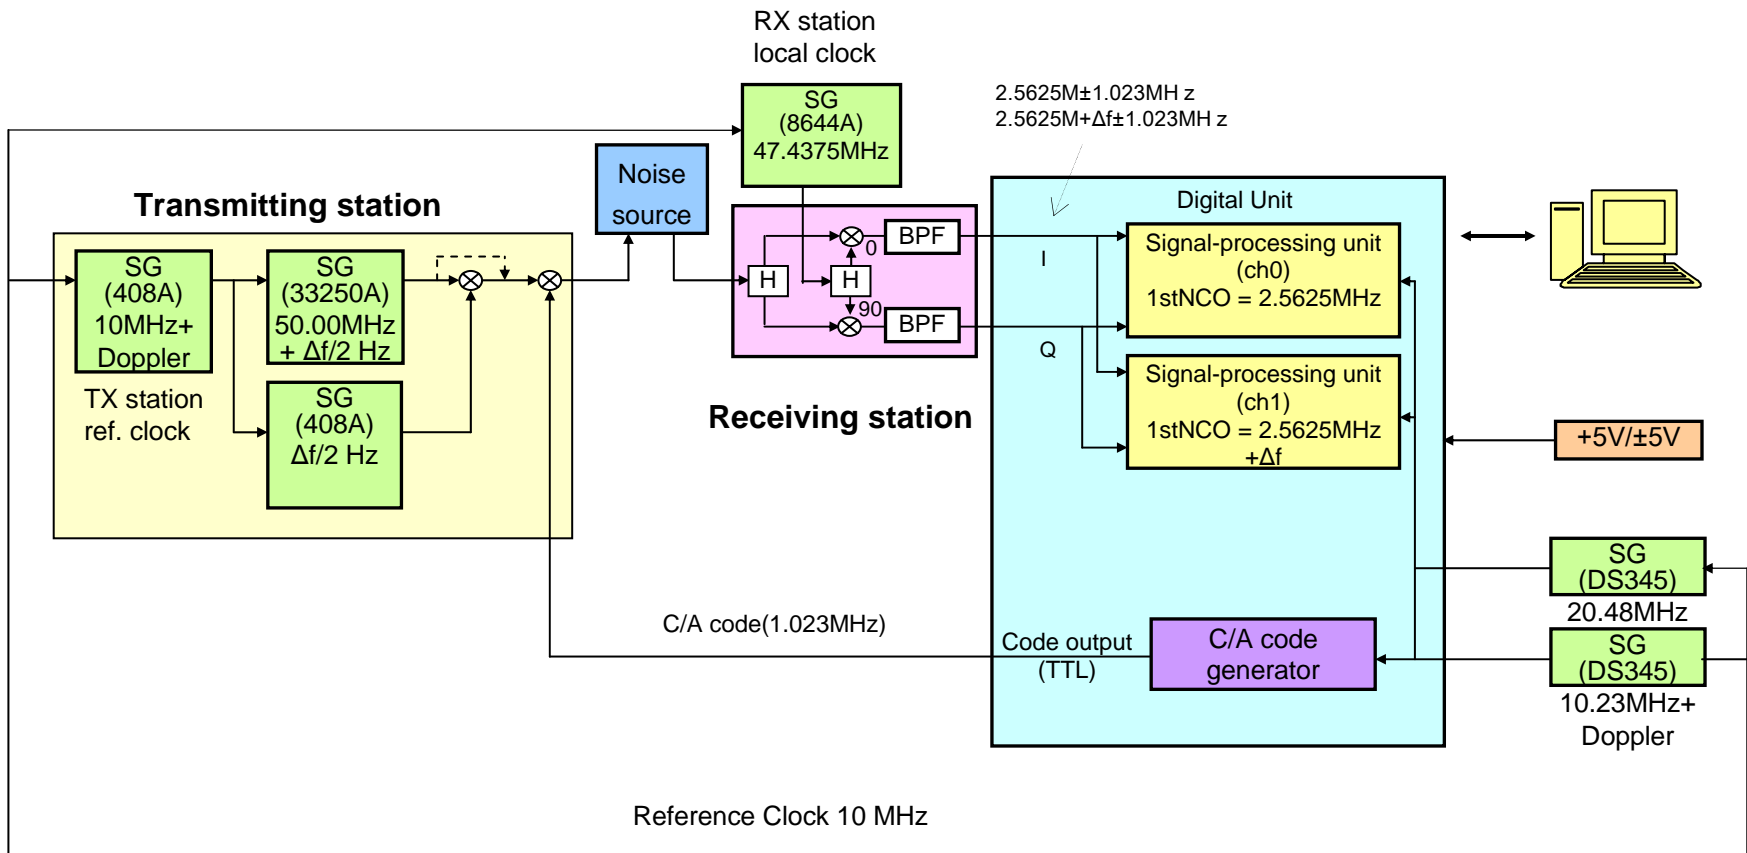 RX station
local clock
SG
(8644A)
47.4375MHz
2.5625M±1.023MH z
2.5625M+Δf±1.023MH z
Noise
source
Transmitting station
SG
(408A)
10MHz+
Doppler
TX station
ref. clock
SG
(33250A)
50.00MHz
+ Δf/2 Hz
SG
(408A)
Δf/2 Hz
H
H
0
90
BPF
BPF
Receiving station
I
Q
Digital Unit
Signal-processing unit
(ch0)
1stNCO = 2.5625MHz
Signal-processing unit
(ch1)
1stNCO = 2.5625MHz
+Δf
+5V/±5V
SG
(DS345)
20.48MHz
SG
(DS345)
10.23MHz+
Doppler
C/A code(1.023MHz)
Code output
(TTL)
C/A code
generator
Reference Clock 10 MHz